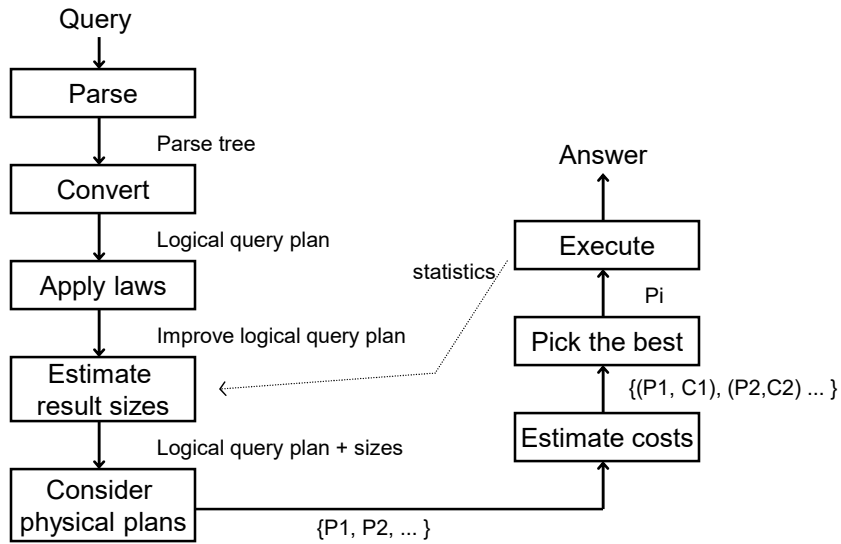 Query
Parse
Parse tree
Convert
Logical query plan
Apply laws
Improve logical query plan
Estimate
result sizes
Logical query plan + sizes
Consider
physical plans
{P1, P2, ... }
Estimate costs
{(P1, C1), (P2,C2) ... }
Pick the best
Pi
Execute
statistics
Answer